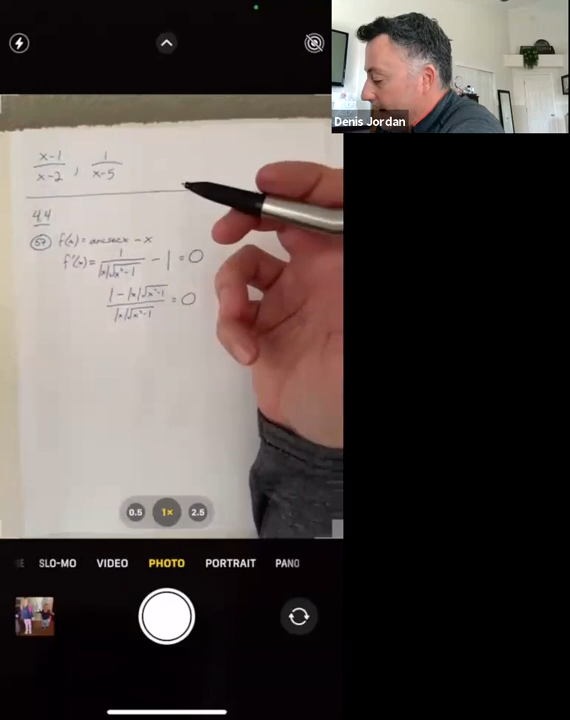 Denis Jordan
x-1/x-2 , 1/x-5
4.4
57 f(x) = arcsec x - x
f'(x) = 1/|x|√x²-1 - 1 = 0
1-|x|√x²-1/|x|√x²-1 = 0
0.5 1× 2.5
SLO-MO VIDEO PHOTO PORTRAIT PANO